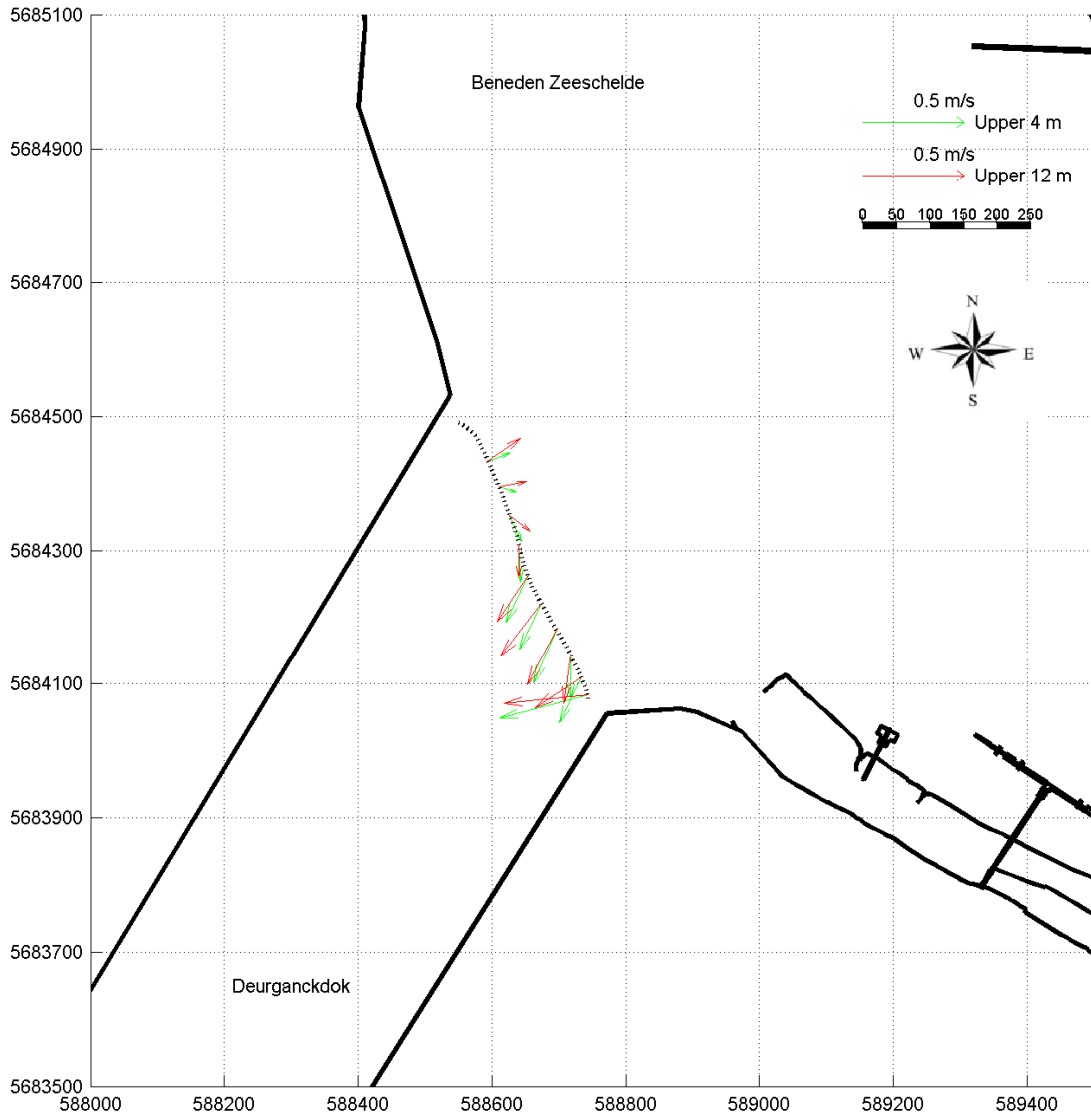 5685100
Beneden Zeeschelde
0.5 m/s
Upper 4 m
5684900
0.5 m/s
Upper 12 m
0 50 100 150 200 250
5684700
N
W E
S
5684500
5684300
5684100
5683900
5683700
Deurganckdok
5683500
588000 588200 588400 588600 588800 589000 589200 589400